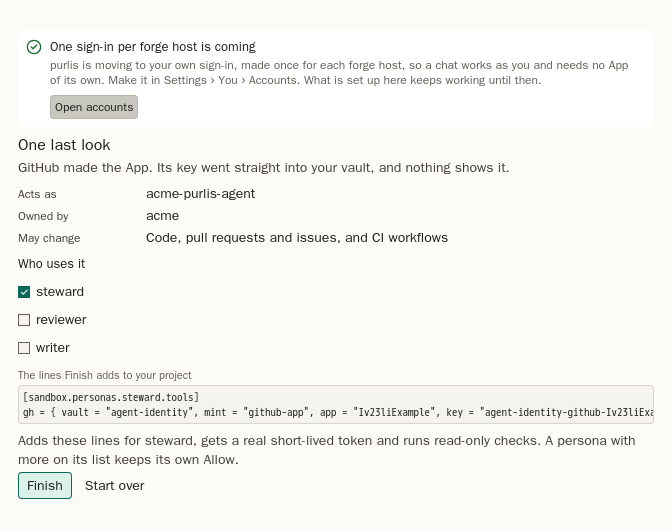 One sign-in per forge host is coming
purlis is moving to your own sign-in, made once for each forge host, so a chat works as you and needs no App
of its own. Make it in Settings › You › Accounts. What is set up here keeps working until then.
Open accounts
One last look
GitHub made the App. Its key went straight into your vault, and nothing shows it.
Acts as acme-purlis-agent
Owned by acme
May change Code, pull requests and issues, and CI workflows
Who uses it
steward
reviewer
writer
The lines Finish adds to your project
[sandbox.personas.steward.tools]
gh = { vault = "agent-identity", mint = "github-app", app = "Iv23liExample", key = "agent-identity-github-Iv23liExa
Adds these lines for steward, gets a real short-lived token and runs read-only checks. A persona with
more on its list keeps its own Allow.
Finish Start over